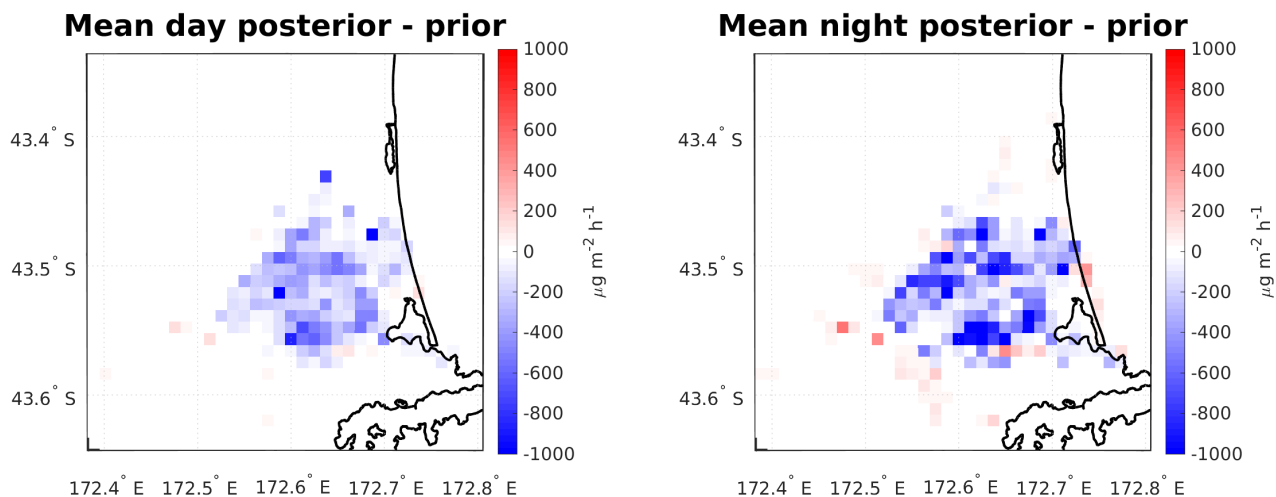 Mean day posterior - prior
1000
800
600
400
200
0
-200
-400
-600
-800
-1000
μg m-2 h-1
43.4° S
43.5° S
43.6° S
172.4° E 172.5° E 172.6° E 172.7° E 172.8° E
Mean night posterior - prior
1000
800
600
400
200
0
-200
-400
-600
-800
-1000
μg m-2 h-1
43.4° S
43.5° S
43.6° S
172.4° E 172.5° E 172.6° E 172.7° E 172.8° E